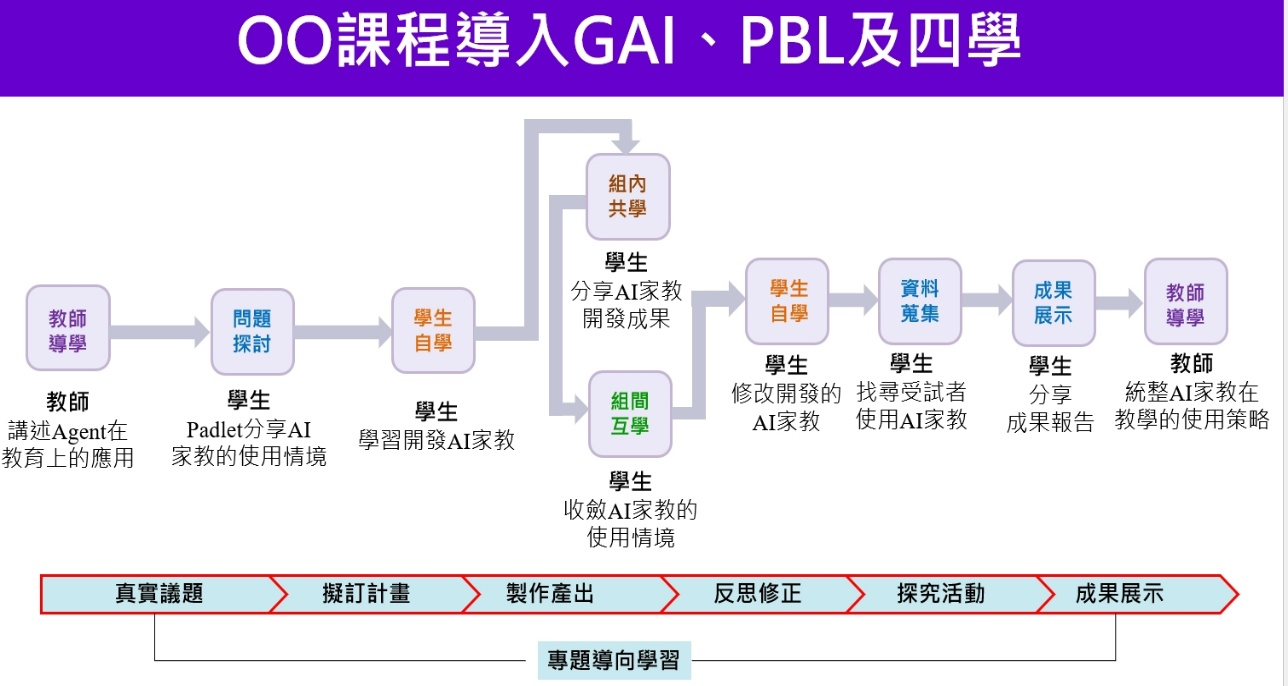 OO課程導入GAI、PBL及四學
教師
導學
教師
講述Agent在
教育上的應用
問題
探討
學生
Padlet分享AI
家教的使用情境
學生
自學
學生
學習開發AI家教
組內
共學
學生
分享AI家教
開發成果
組間
互學
學生
收斂AI家教的
使用情境
學生
自學
學生
修改開發的
AI家教
資料
蒐集
學生
找尋受試者
使用AI家教
成果
展示
學生
分享
成果報告
教師
導學
教師
統整AI家教在
教學的使用策略
真實議題
擬訂計畫
製作產出
反思修正
探究活動
成果展示
專題導向學習